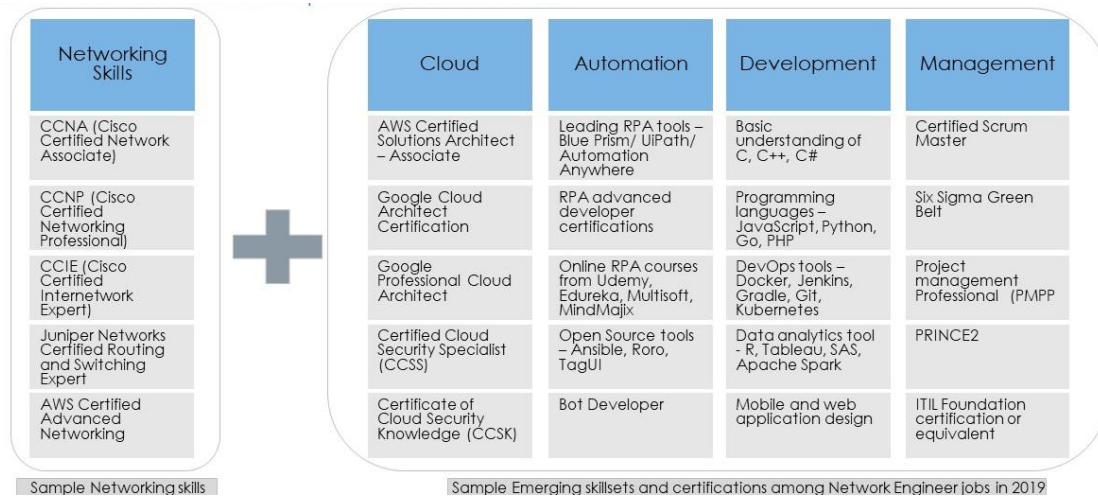 Networking
Skills
CCNA (Cisco
Certified Network
Associate)
CCNP (Cisco
Certified
Networking
Professional)
CCIE (Cisco
Certified
Internetwork
Expert)
Juniper Networks
Certified Routing
and Switching
Expert
AWS Certified
Advanced
Networking
Sample Networking skills
Cloud
AWS Certified
Solutions Architect
– Associate
Google Cloud
Architect
Certification
Google
Professional Cloud
Architect
Certified Cloud
Security Specialist
(CCSS)
Certificate of
Cloud Security
Knowledge (CCSK)
Automation
Leading RPA tools –
Blue Prism/ UiPath/
Automation
Anywhere
RPA advanced
developer
certifications
Online RPA courses
from Udemy,
Edureka, Multisoft,
MindMajix
Open Source tools
– Ansible, Roro,
TagUI
Bot Developer
Development
Basic
understanding of
C, C++, C#
Programming
languages –
JavaScript, Python,
Go, PHP
DevOps tools –
Docker, Jenkins,
Gradle, Git,
Kubernetes
Data analytics tool
- R, Tableau, SAS,
Apache Spark
Mobile and web
application design
Management
Certified Scrum
Master
Six Sigma Green
Belt
Project
management
Professional (PMPP
PRINCE2
ITIL Foundation
certification or
equivalent
Sample Emerging skillsets and certifications among Network Engineer jobs in 2019